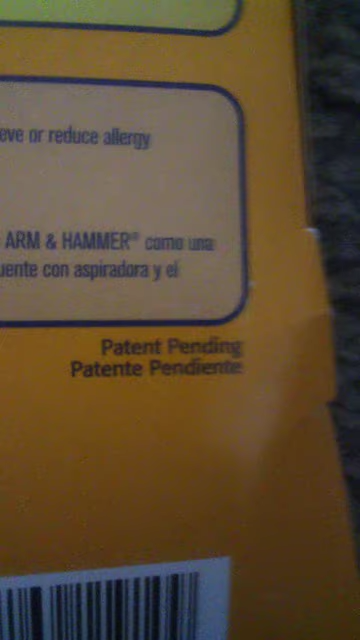 eve or reduce allergy
ARM & HAMMER® como una
uente con aspiradora y el
Patent Pending
Patente Pendiente